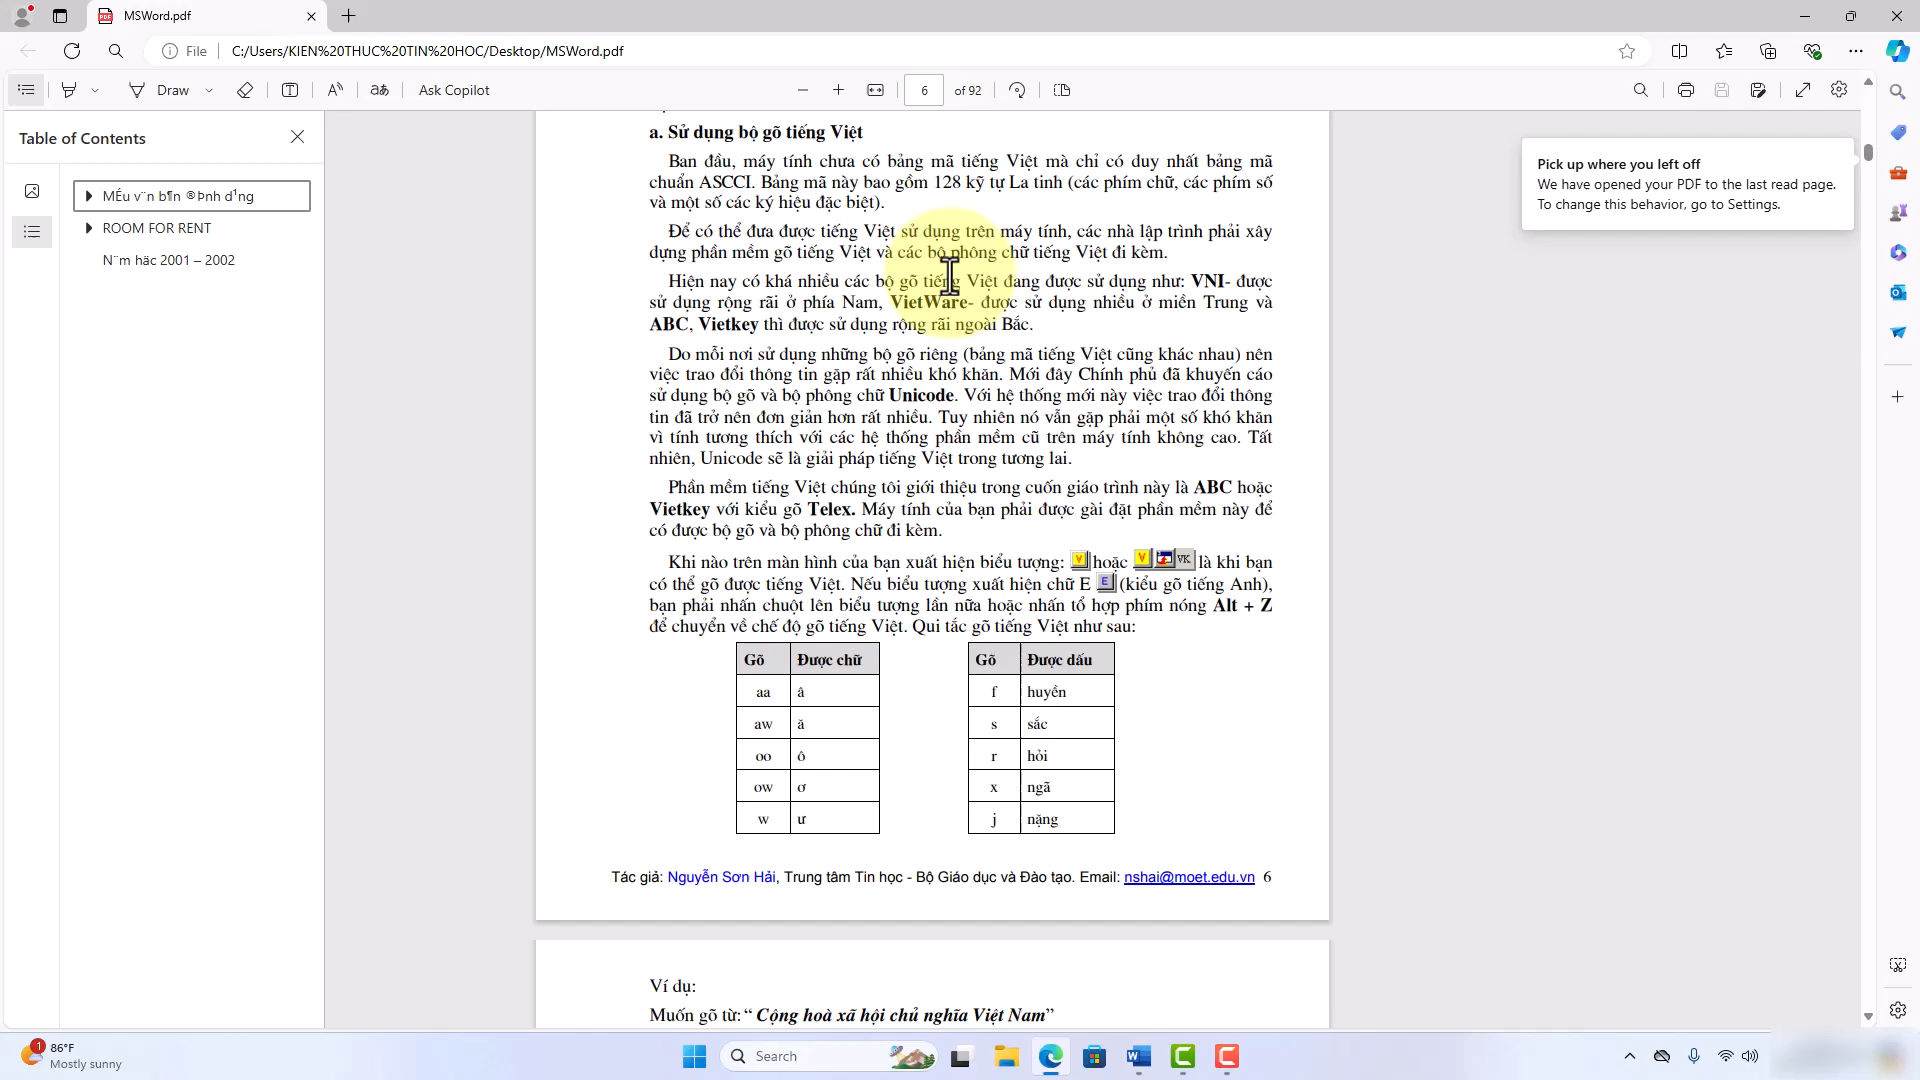 MSWord.pdf
File
C:/Users/KIEN%20THUC%20TIN%20HOC/Desktop/MSWord.pdf
Draw
aあ
Ask Copilot
6
of 92
Table of Contents
MÉu v¨n b¶n ®Þnh d¹ng
ROOM FOR RENT
N¨m häc 2001 – 2002
Pick up where you left off
We have opened your PDF to the last read page.
To change this behavior, go to Settings.
a. Sử dụng bộ gõ tiếng Việt
Ban đầu, máy tính chưa có bảng mã tiếng Việt mà chỉ có duy nhất bảng mã
chuẩn ASCCI. Bảng mã này bao gồm 128 kỹ tự La tinh (các phím chữ, các phím số
và một số các ký hiệu đặc biệt).
Để có thể đưa được tiếng Việt sử dụng trên máy tính, các nhà lập trình phải xây
dựng phần mềm gõ tiếng Việt và các bộ phông chữ tiếng Việt đi kèm.
Hiện nay có khá nhiều các bộ gõ tiếng Việt đang được sử dụng như: VNI- được
sử dụng rộng rãi ở phía Nam, VietWare- được sử dụng nhiều ở miền Trung và
ABC, Vietkey thì được sử dụng rộng rãi ngoài Bắc.
Do mỗi nơi sử dụng những bộ gõ riêng (bảng mã tiếng Việt cũng khác nhau) nên
việc trao đổi thông tin gặp rất nhiều khó khăn. Mới đây Chính phủ đã khuyến cáo
sử dụng bộ gõ và bộ phông chữ Unicode. Với hệ thống mới này việc trao đổi thông
tin đã trở nên đơn giản hơn rất nhiều. Tuy nhiên nó vẫn gặp phải một số khó khăn
vì tính tương thích với các hệ thống phần mềm cũ trên máy tính không cao. Tất
nhiên, Unicode sẽ là giải pháp tiếng Việt trong tương lai.
Phần mềm tiếng Việt chúng tôi giới thiệu trong cuốn giáo trình này là ABC hoặc
Vietkey với kiểu gõ Telex. Máy tính của bạn phải được gài đặt phần mềm này để
có được bộ gõ và bộ phông chữ đi kèm.
Khi nào trên màn hình của bạn xuất hiện biểu tượng: V hoặc V VK là khi bạn
có thể gõ được tiếng Việt. Nếu biểu tượng xuất hiện chữ E E (kiểu gõ tiếng Anh),
bạn phải nhấn chuột lên biểu tượng lần nữa hoặc nhấn tổ hợp phím nóng Alt + Z
để chuyển về chế độ gõ tiếng Việt. Qui tắc gõ tiếng Việt như sau:
Gõ Được chữ
aa â
aw ă
oo ô
ow ơ
w ư
Gõ Được dấu
f huyền
s sắc
r hỏi
x ngã
j nặng
Tác giả: Nguyễn Sơn Hải, Trung tâm Tin học - Bộ Giáo dục và Đào tạo. Email: nshai@moet.edu.vn 6
Ví dụ:
Muốn gõ từ: “ Cộng hoà xã hội chủ nghĩa Việt Nam”
1
86°F
Mostly sunny
Search